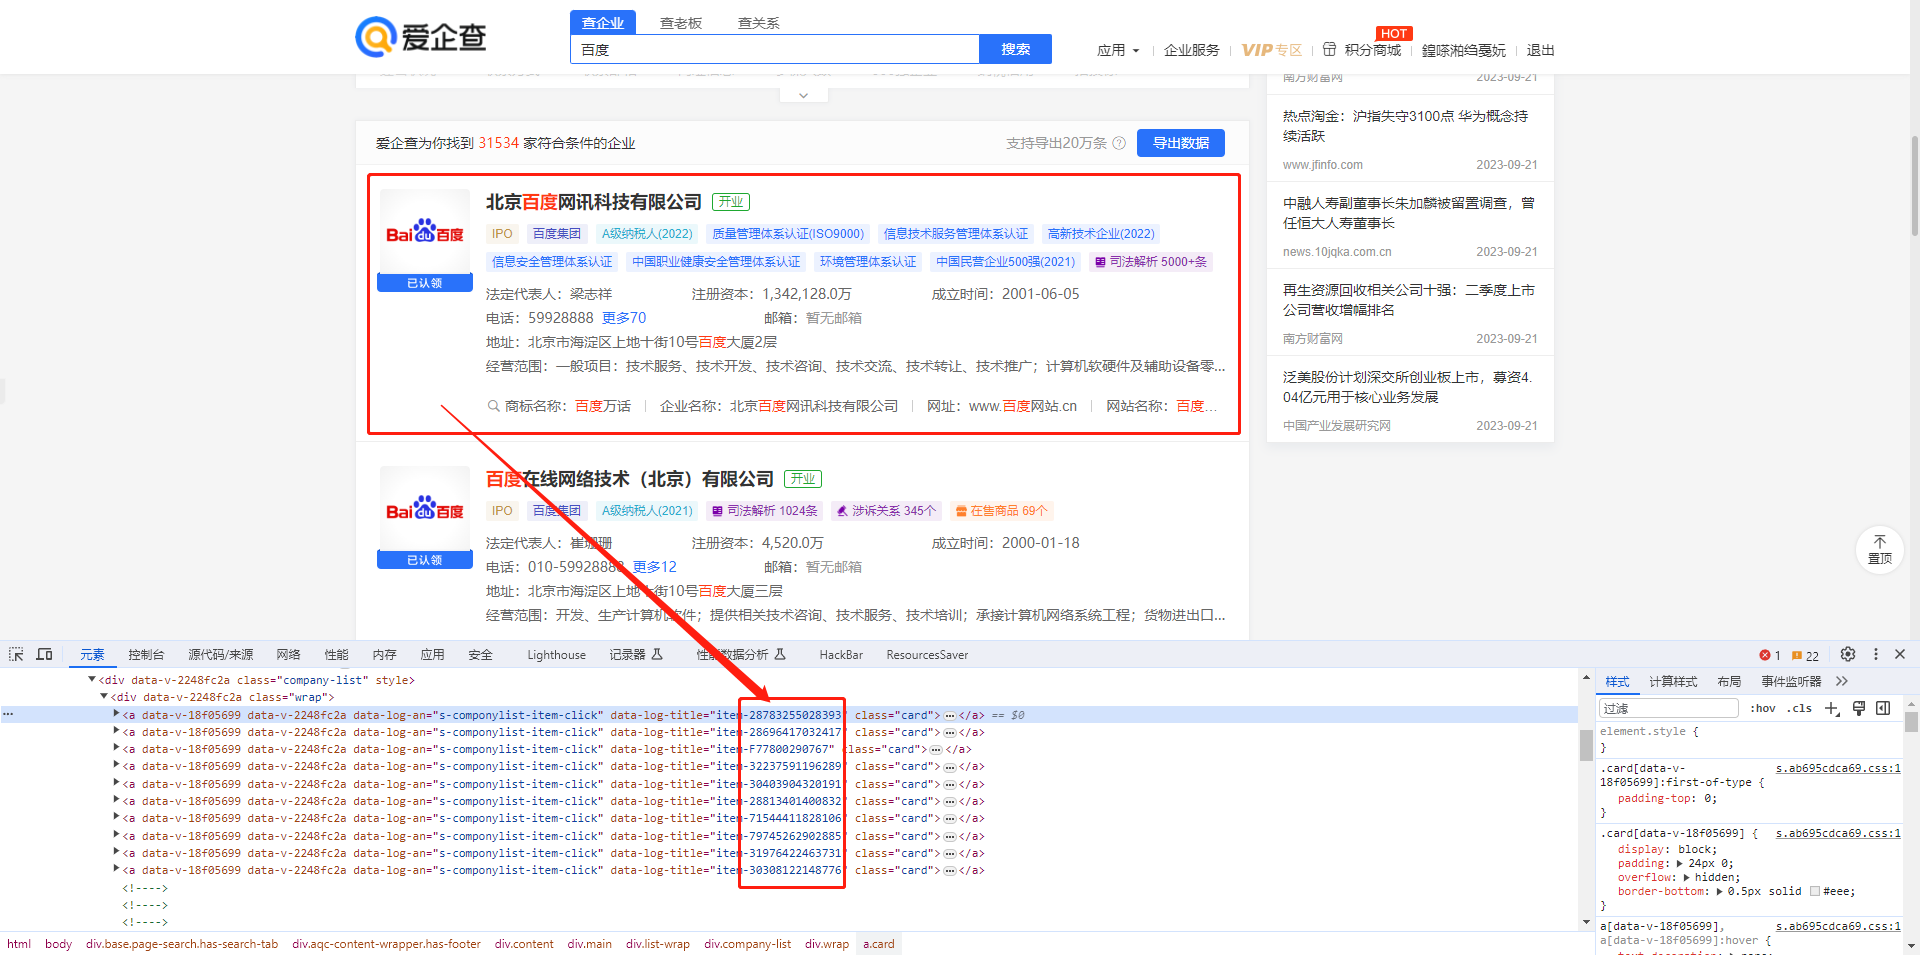 爱企查
查企业 查老板 查关系
百度 搜索
应用 企业服务 VIP专区 积分商城 HOT 退出
南方财富网 2023-09-21
爱企查为你找到 31534 家符合条件的企业 支持导出20万条 导出数据
热点淘金：沪指失守3100点 华为概念持
续活跃
www.jfinfo.com 2023-09-21
中融人寿副董事长朱加麟被留置调查，曾
任恒大人寿董事长
news.10jqka.com.cn 2023-09-21
再生资源回收相关公司十强：二季度上市
公司营收增幅排名
南方财富网 2023-09-21
泛美股份计划深交所创业板上市，募资4.
04亿元用于核心业务发展
中国产业发展研究网 2023-09-21
Bai du 百度
已认领
北京百度网讯科技有限公司 开业
IPO 百度集团 A级纳税人(2022) 质量管理体系认证(ISO9000) 信息技术服务管理体系认证 高新技术企业(2022)
信息安全管理体系认证 中国职业健康安全管理体系认证 环境管理体系认证 中国民营企业500强(2021) 司法解析 5000+条
法定代表人：梁志祥 注册资本：1,342,128.0万 成立时间：2001-06-05
电话：59928888 更多70 邮箱：暂无邮箱
地址：北京市海淀区上地十街10号百度大厦2层
经营范围：一般项目：技术服务、技术开发、技术咨询、技术交流、技术转让、技术推广；计算机软硬件及辅助设备零...
商标名称：百度万话 企业名称：北京百度网讯科技有限公司 网址：www.百度网站.cn 网站名称：百度...
Bai du 百度
已认领
百度在线网络技术（北京）有限公司 开业
IPO 百度集团 A级纳税人(2021) 司法解析 1024条 涉诉关系 345个 在售商品 69个
法定代表人：崔珊珊 注册资本：4,520.0万 成立时间：2000-01-18
电话：010-59928888 更多12 邮箱：暂无邮箱
地址：北京市海淀区上地十街10号百度大厦三层
经营范围：开发、生产计算机软件；提供相关技术咨询、技术服务、技术培训；承接计算机网络系统工程；货物进出口...
置顶
元素 控制台 源代码/来源 网络 性能 内存 应用 安全 Lighthouse 记录器 性能数据分析 HackBar ResourcesSaver 1 22
<div data-v-2248fc2a class="company-list" style>
<div data-v-2248fc2a class="wrap">
<a data-v-18f05699 data-v-2248fc2a data-log-an="s-componylist-item-click" data-log-title="item-28783255028393" class="card">…</a> == $0
<a data-v-18f05699 data-v-2248fc2a data-log-an="s-componylist-item-click" data-log-title="item-28696417032417" class="card">…</a>
<a data-v-18f05699 data-v-2248fc2a data-log-an="s-componylist-item-click" data-log-title="item-F77800290767" class="card">…</a>
<a data-v-18f05699 data-v-2248fc2a data-log-an="s-componylist-item-click" data-log-title="item-32237591196289" class="card">…</a>
<a data-v-18f05699 data-v-2248fc2a data-log-an="s-componylist-item-click" data-log-title="item-30403904320191" class="card">…</a>
<a data-v-18f05699 data-v-2248fc2a data-log-an="s-componylist-item-click" data-log-title="item-28813401400832" class="card">…</a>
<a data-v-18f05699 data-v-2248fc2a data-log-an="s-componylist-item-click" data-log-title="item-71544411828106" class="card">…</a>
<a data-v-18f05699 data-v-2248fc2a data-log-an="s-componylist-item-click" data-log-title="item-79745262902885" class="card">…</a>
<a data-v-18f05699 data-v-2248fc2a data-log-an="s-componylist-item-click" data-log-title="item-31976422463731" class="card">…</a>
<a data-v-18f05699 data-v-2248fc2a data-log-an="s-componylist-item-click" data-log-title="item-30308122148776" class="card">…</a>
<!---->
<!---->
<!---->
html body div.base.page-search.has-search-tab div.aqc-content-wrapper.has-footer div.content div.main div.list-wrap div.company-list div.wrap a.card
样式 计算样式 布局 事件监听器
过滤 :hov .cls
element.style {
}
.card[data-v- s.ab695cdca69.css:1
18f05699]:first-of-type {
padding-top: 0;
}
.card[data-v-18f05699] { s.ab695cdca69.css:1
display: block;
padding: 24px 0;
overflow: hidden;
border-bottom: 0.5px solid #eee;
}
a[data-v-18f05699], s.ab695cdca69.css:1
a[data-v-18f05699]:hover {